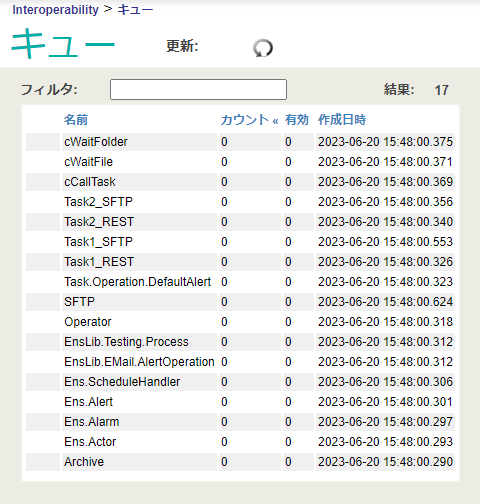 Interoperability > キュー
キュー 更新:
フィルタ: 結果: 17
名前 カウント « 有効 作成日時
cWaitFolder 0 0 2023-06-20 15:48:00.375
cWaitFile 0 0 2023-06-20 15:48:00.371
cCallTask 0 0 2023-06-20 15:48:00.369
Task2_SFTP 0 0 2023-06-20 15:48:00.356
Task2_REST 0 0 2023-06-20 15:48:00.340
Task1_SFTP 0 0 2023-06-20 15:48:00.553
Task1_REST 0 0 2023-06-20 15:48:00.326
Task.Operation.DefaultAlert 0 0 2023-06-20 15:48:00.323
SFTP 0 0 2023-06-20 15:48:00.624
Operator 0 0 2023-06-20 15:48:00.318
EnsLib.Testing.Process 0 0 2023-06-20 15:48:00.312
EnsLib.EMail.AlertOperation 0 0 2023-06-20 15:48:00.312
Ens.ScheduleHandler 0 0 2023-06-20 15:48:00.306
Ens.Alert 0 0 2023-06-20 15:48:00.301
Ens.Alarm 0 0 2023-06-20 15:48:00.297
Ens.Actor 0 0 2023-06-20 15:48:00.293
Archive 0 0 2023-06-20 15:48:00.290